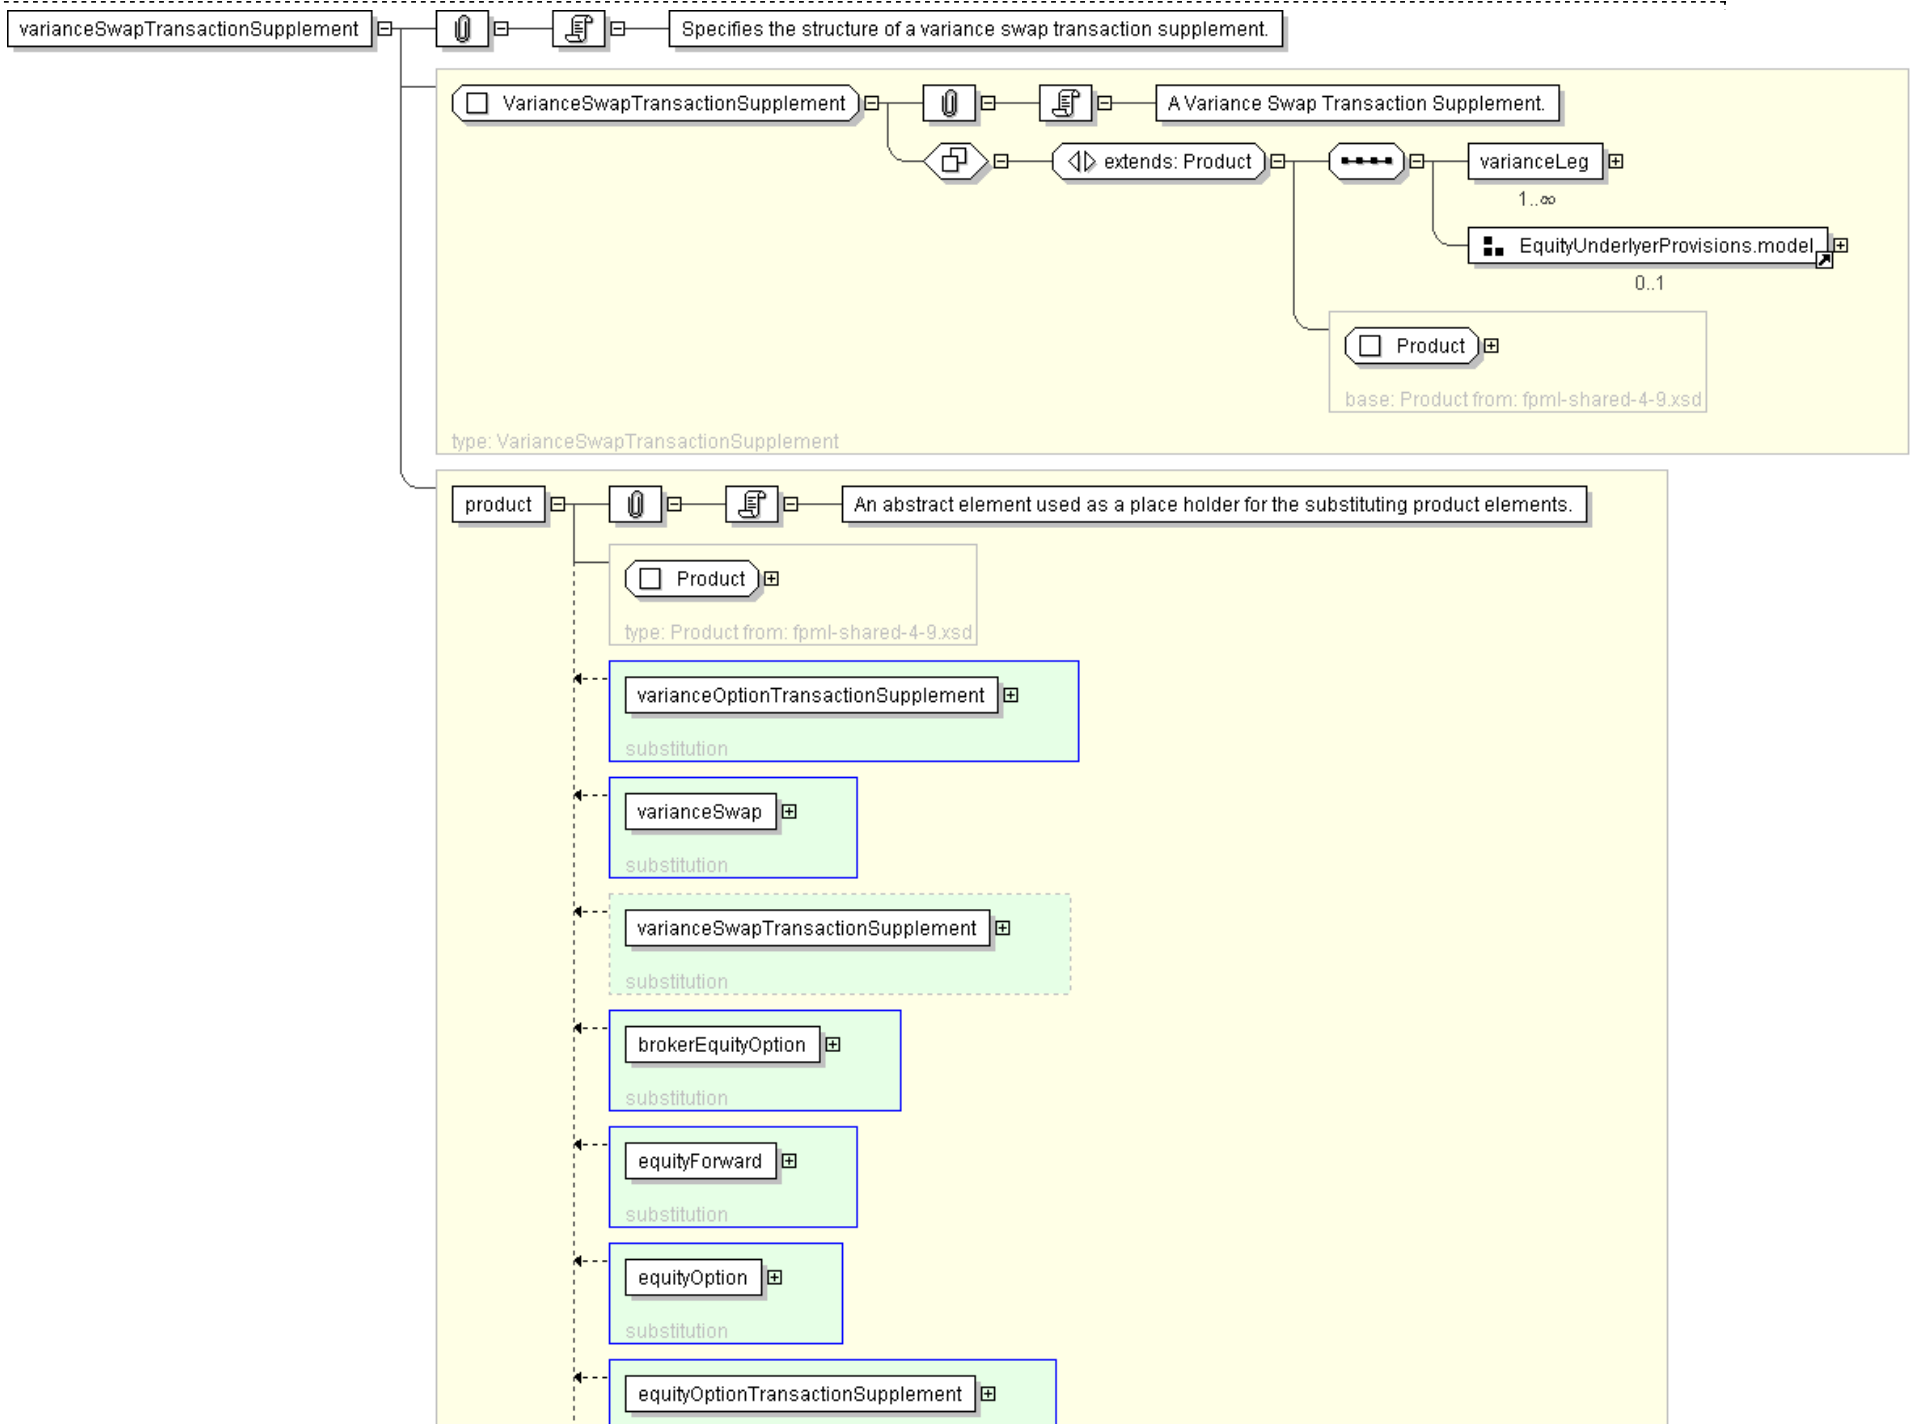 varianceSwapTransactionSupplement
Specifies the structure of a variance swap transaction supplement.
VarianceSwapTransactionSupplement
A Variance Swap Transaction Supplement.
extends: Product
varianceLeg
1..∞
EquityUnderlyerProvisions.model
0..1
Product
base: Product from: fpml-shared-4-9.xsd
type: VarianceSwapTransactionSupplement
product
An abstract element used as a place holder for the substituting product elements.
Product
type: Product from: fpml-shared-4-9.xsd
varianceOptionTransactionSupplement
substitution
varianceSwap
substitution
varianceSwapTransactionSupplement
substitution
brokerEquityOption
substitution
equityForward
substitution
equityOption
substitution
equityOptionTransactionSupplement